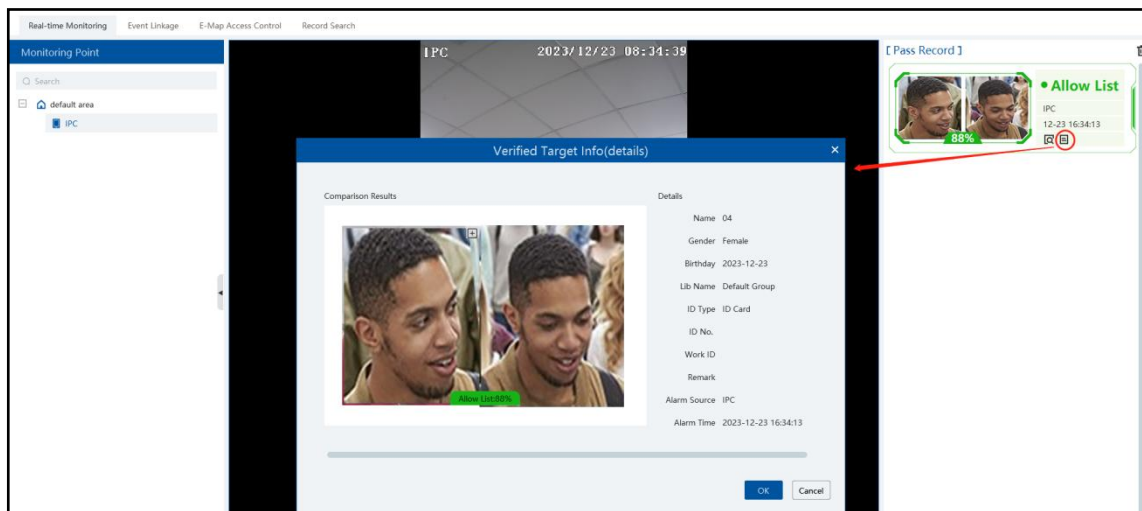 Real-time Monitoring Event Linkage E-Map Access Control Record Search
Monitoring Point
Search
default area
IPC
IPC 2023/12/23 08:34:39
[ Pass Record ]
Allow List
IPC
12-23 16:34:13
88%
Verified Target Info(details)
Comparison Results
Allow List:88%
Details
Name 04
Gender Female
Birthday 2023-12-23
Lib Name Default Group
ID Type ID Card
ID No.
Work ID
Remark
Alarm Source IPC
Alarm Time 2023-12-23 16:34:13
OK Cancel